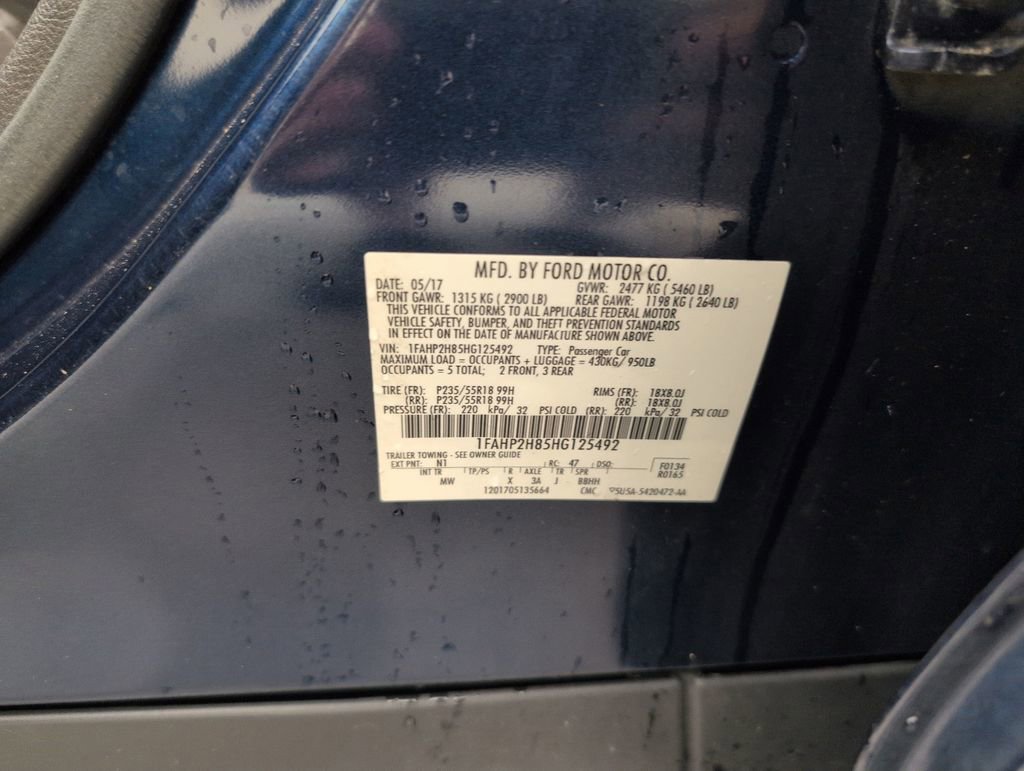 MFD. BY FORD MOTOR CO.
DATE: 05/17 GVWR: 2477 KG ( 5460 LB)
FRONT GAWR: 1315 KG ( 2900 LB) REAR GAWR: 1198 KG ( 2640 LB)
THIS VEHICLE CONFORMS TO ALL APPLICABLE FEDERAL MOTOR
VEHICLE SAFETY, BUMPER, AND THEFT PREVENTION STANDARDS
IN EFFECT ON THE DATE OF MANUFACTURE SHOWN ABOVE.
VIN: 1FAHP2H85HG125492 TYPE: Passenger Car
MAXIMUM LOAD = OCCUPANTS + LUGGAGE = 430KG/ 950LB
OCCUPANTS = 5 TOTAL; 2 FRONT, 3 REAR
TIRE (FR): P235/55R18 99H RIMS (FR): 18X8.0J
(RR): P235/55R18 99H (RR): 18X8.0J
PRESSURE (FR): 220 kPa/ 32 PSI COLD (RR): 220 kPa/ 32 PSI COLD
1FAHP2H85HG125492
TRAILER TOWING - SEE OWNER GUIDE
EXT PNT: N1 RC: 47 DSO: F0134
R0165
INT TR TP/PS R AXLE TR SPR
MW X 3A J BBHH
1201705135664 CMC 5U5A-5420472-AA